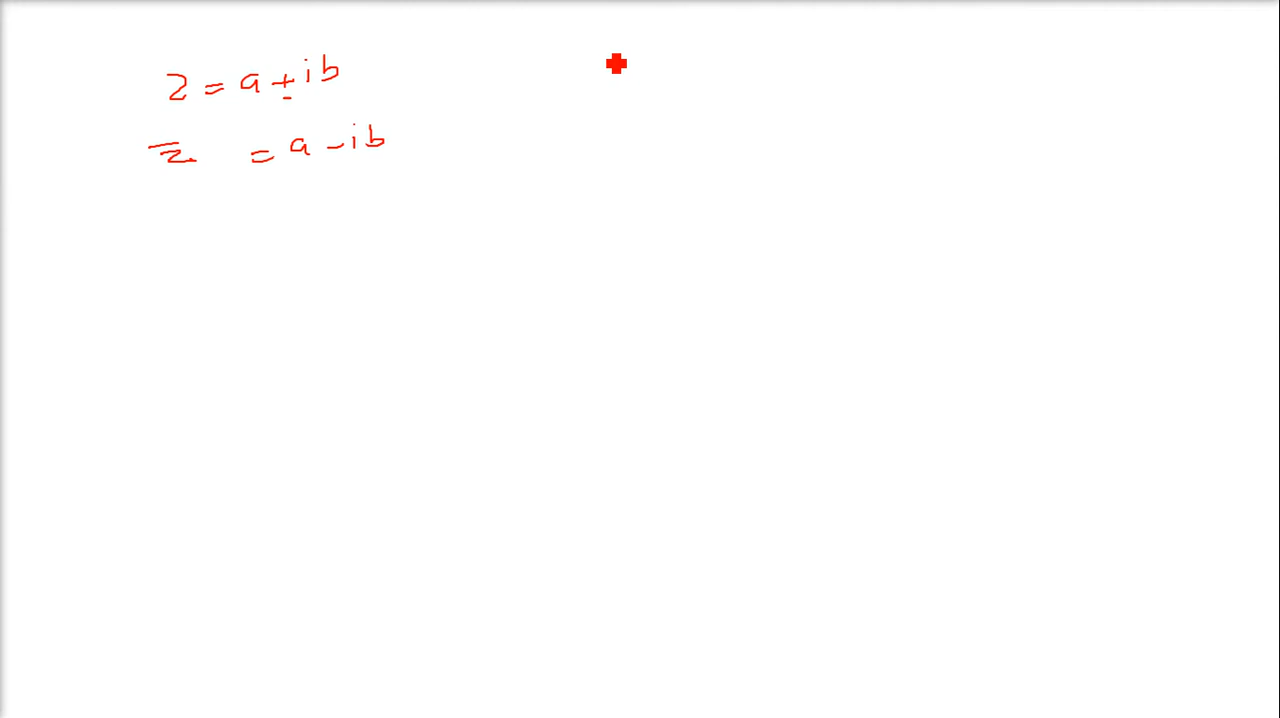 z = a + ib
z̅ = a - ib